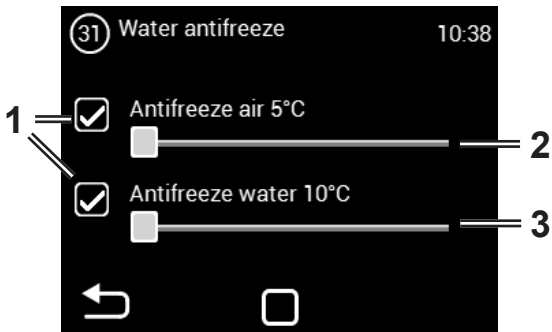 31 Water antifreeze 10:38
1
Antifreeze air 5°C
2
Antifreeze water 10°C
3